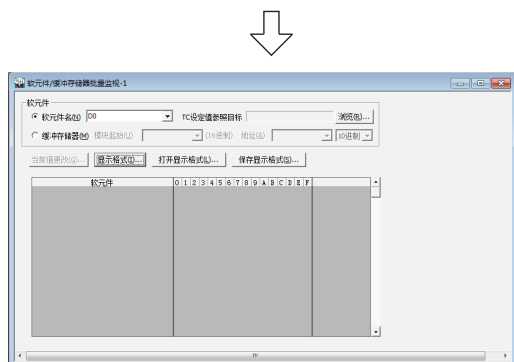 软元件/缓冲存储器批量监视-1
软元件
软元件名(N) D0 TC设定值参照目标 浏览(R)...
缓冲存储器(M) 模块起始(U) (16进制) 地址(A) 10进制
当前值更改(G)... 显示格式(I)... 打开显示格式(L)... 保存显示格式(S)...
软元件 0 1 2 3 4 5 6 7 8 9 A B C D E F